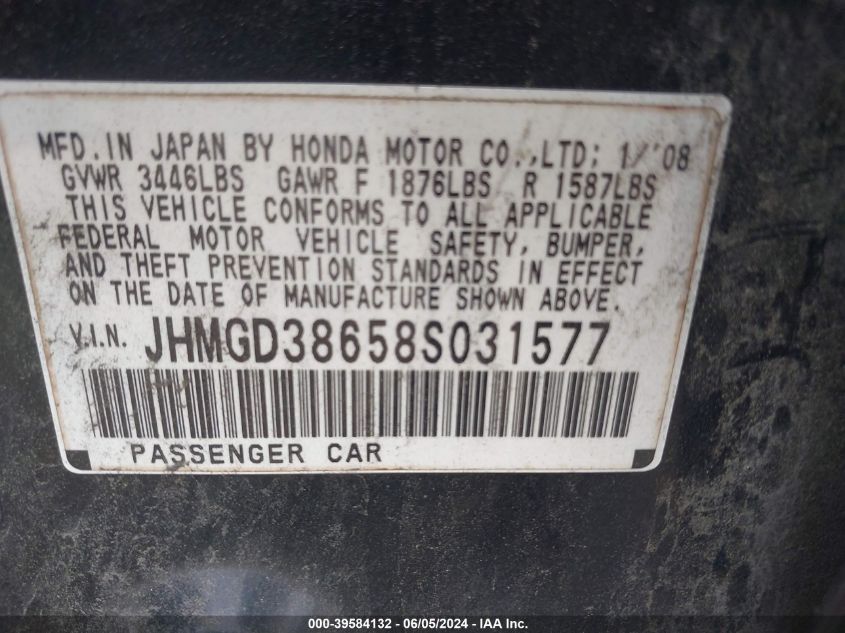 MFD. IN JAPAN BY HONDA MOTOR CO.,LTD: 1/'08
GVWR 3446LBS GAWR F 1876LBS R 1587LBS
THIS VEHICLE CONFORMS TO ALL APPLICABLE
FEDERAL MOTOR VEHICLE SAFETY, BUMPER,
AND THEFT PREVENTION STANDARDS IN EFFECT
ON THE DATE OF MANUFACTURE SHOWN ABOVE.
V.I.N. JHMGD38658S031577
PASSENGER CAR
000-39584132 - 06/05/2024 - IAA Inc.